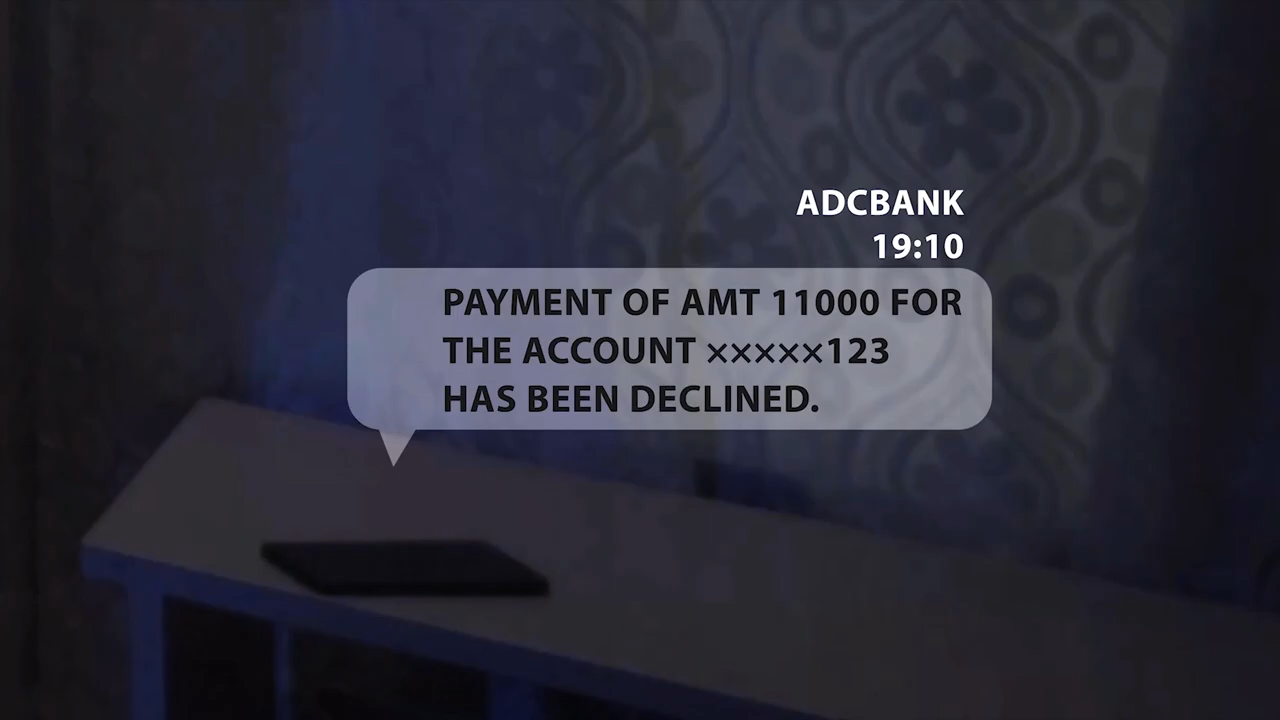 ADCBANK
19:10
PAYMENT OF AMT 11000 FOR
THE ACCOUNT ×××××123
HAS BEEN DECLINED.